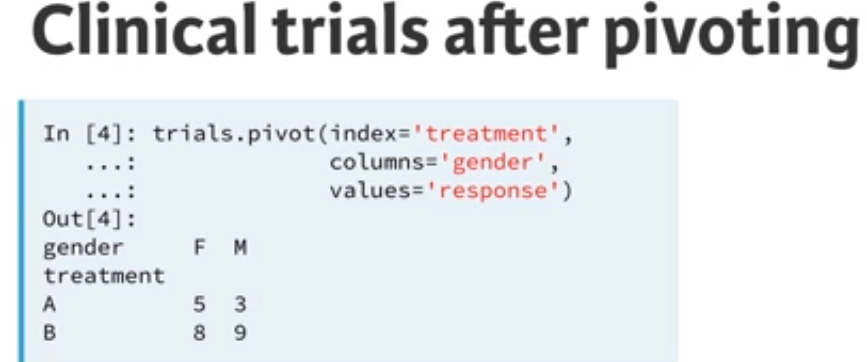 Clinical trials after pivoting
In [4]: trials.pivot(index='treatment',
   ...:              columns='gender',
   ...:              values='response')
Out[4]:
gender     F  M
treatment
A          5  3
B          8  9